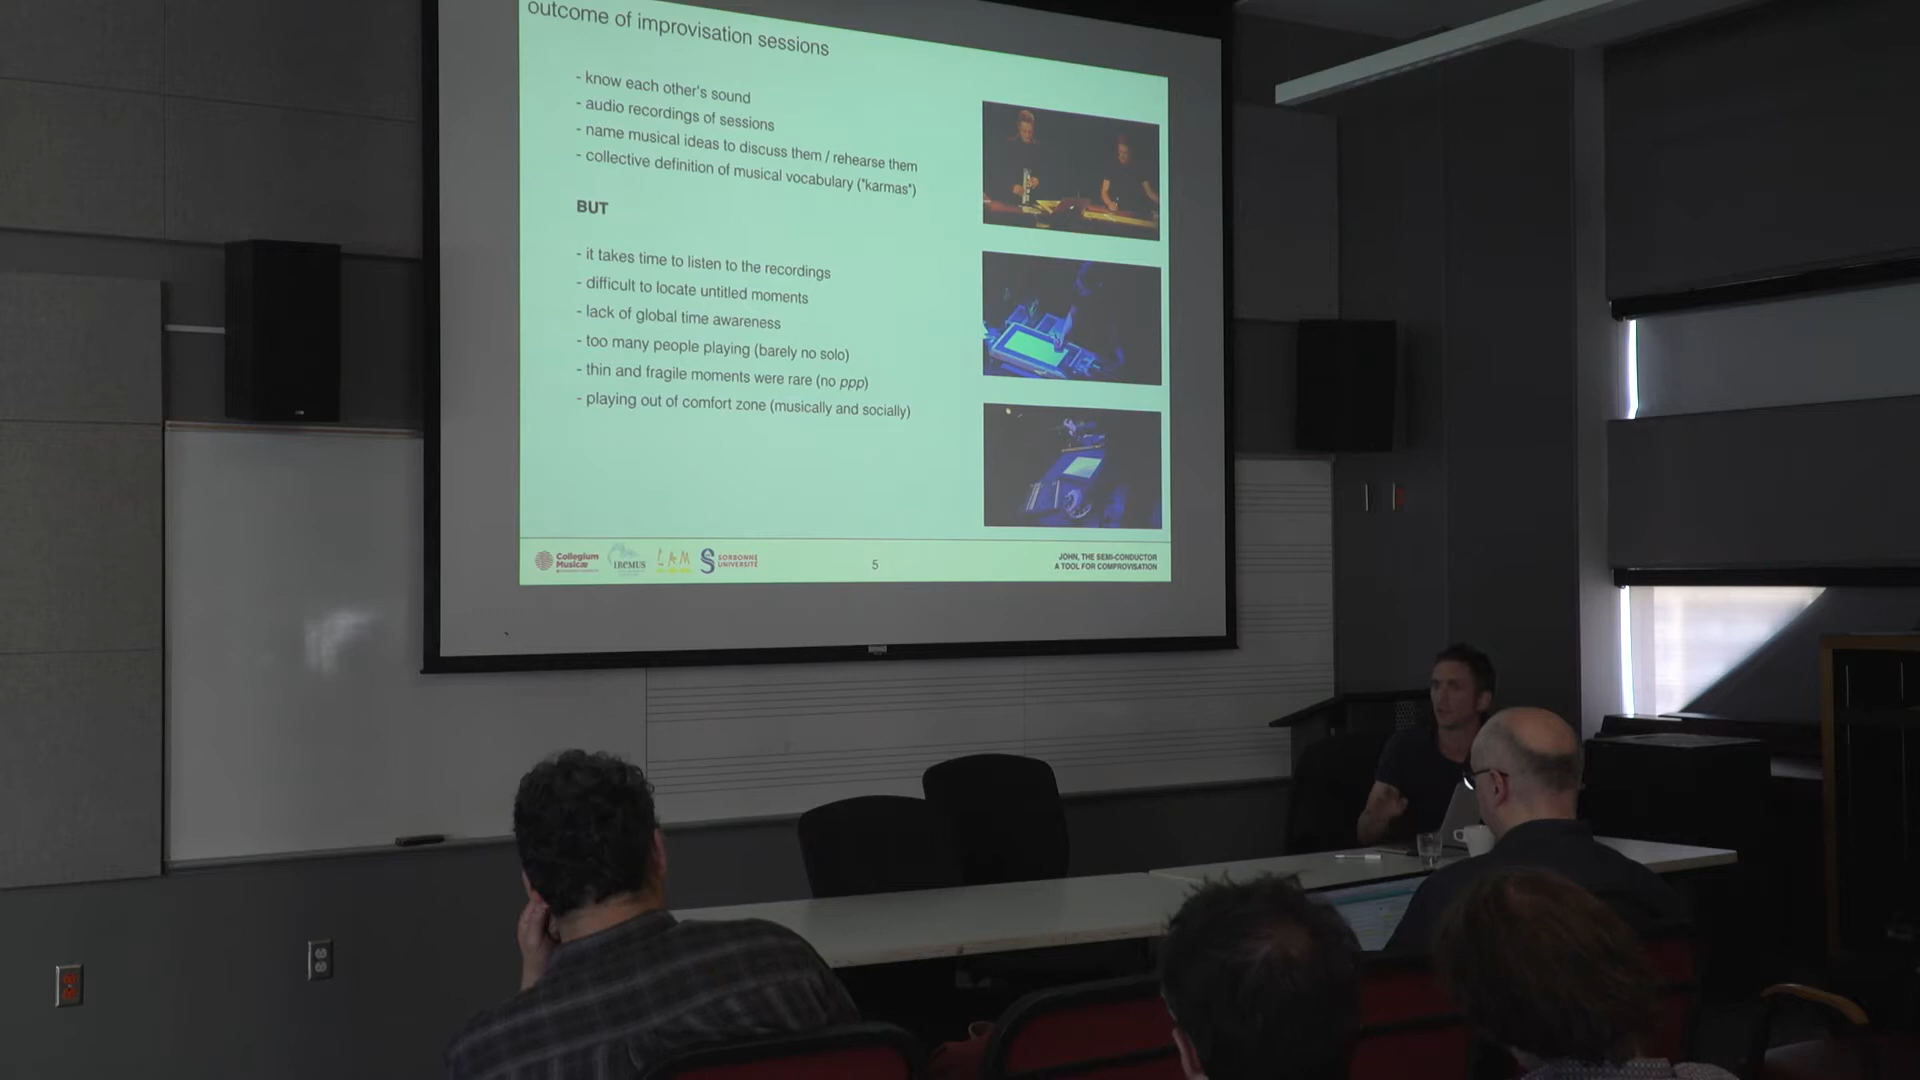 outcome of improvisation sessions
- know each other's sound
- audio recordings of sessions
- name musical ideas to discuss them / rehearse them
- collective definition of musical vocabulary ("karmas")
BUT
- it takes time to listen to the recordings
- difficult to locate untitled moments
- lack of global time awareness
- too many people playing (barely no solo)
- thin and fragile moments were rare (no ppp)
- playing out of comfort zone (musically and socially)
Collegium
Musicæ
IReMUS
LAM
SORBONNE
UNIVERSITÉ
5
JOHN, THE SEMI-CONDUCTOR
A TOOL FOR COMPROVISATION